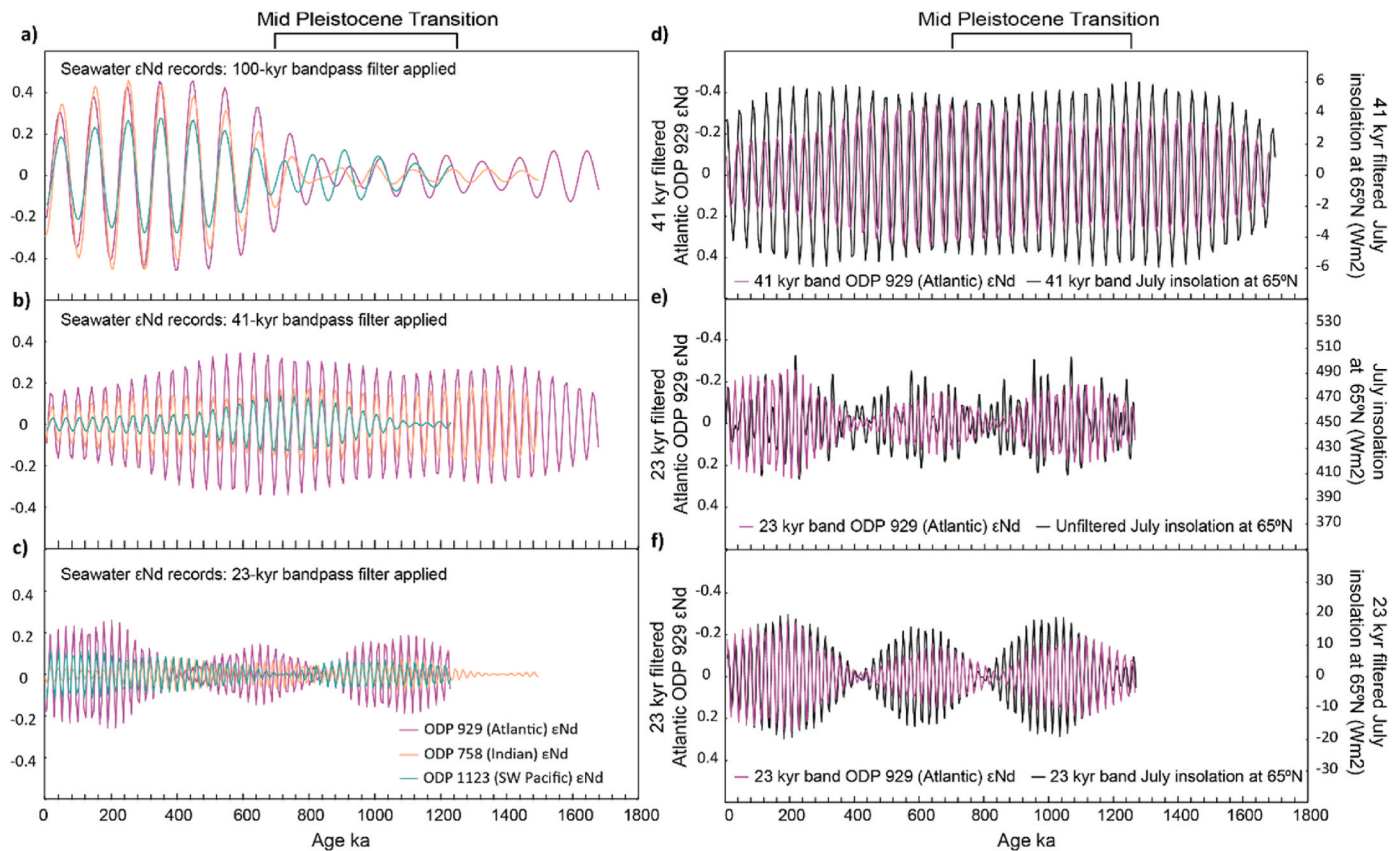 Mid Pleistocene Transition
a)
Seawater εNd records: 100-kyr bandpass filter applied
0.4
0.2
0
-0.2
-0.4
b)
Seawater εNd records: 41-kyr bandpass filter applied
0.4
0.2
0
-0.2
-0.4
c)
Seawater εNd records: 23-kyr bandpass filter applied
0.4
0.2
0
-0.2
-0.4
ODP 929 (Atlantic) εNd
ODP 758 (Indian) εNd
ODP 1123 (SW Pacific) εNd
0 200 400 600 800 1000 1200 1400 1600 1800
Age ka
Mid Pleistocene Transition
d)
41 kyr filtered
Atlantic ODP 929 εNd
-0.4
-0.2
0
0.2
0.4
6
4
2
0
-2
-4
-6
41 kyr filtered July
insolation at 65ºN (Wm2)
41 kyr band ODP 929 (Atlantic) εNd
41 kyr band July insolation at 65ºN
e)
23 kyr filtered
Atlantic ODP 929 εNd
-0.4
-0.2
0
0.2
0.4
530
510
490
470
450
430
410
390
370
July insolation
at 65ºN (Wm2)
23 kyr band ODP 929 (Atlantic) εNd
Unfiltered July insolation at 65ºN
f)
23 kyr filtered
Atlantic ODP 929 εNd
-0.4
-0.2
0
0.2
0.4
30
20
10
0
-10
-20
-30
23 kyr filtered July
insolation at 65ºN (Wm2)
23 kyr band ODP 929 (Atlantic) εNd
23 kyr band July insolation at 65ºN
0 200 400 600 800 1000 1200 1400 1600 1800
Age ka